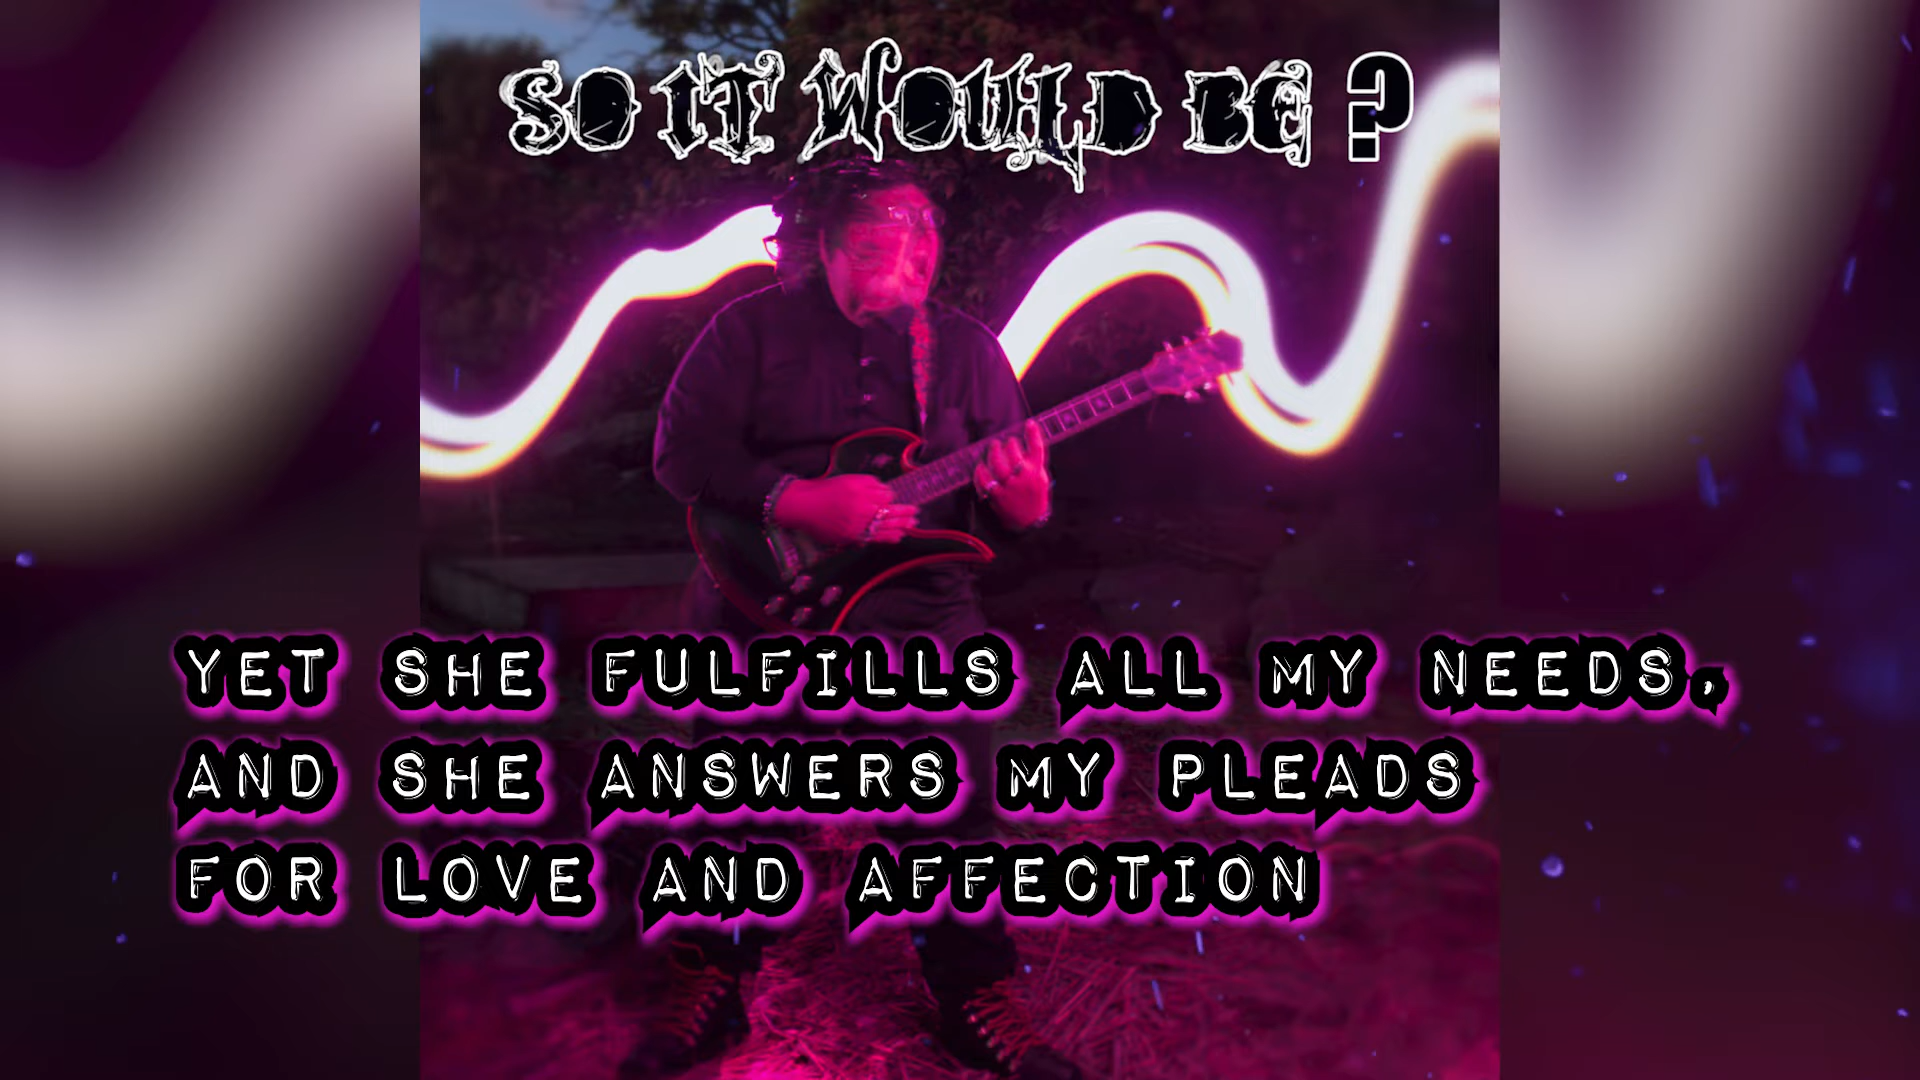 SO IT WOULD BE ?
YET SHE FULFILLS ALL MY NEEDS,
AND SHE ANSWERS MY PLEADS
FOR LOVE AND AFFECTION